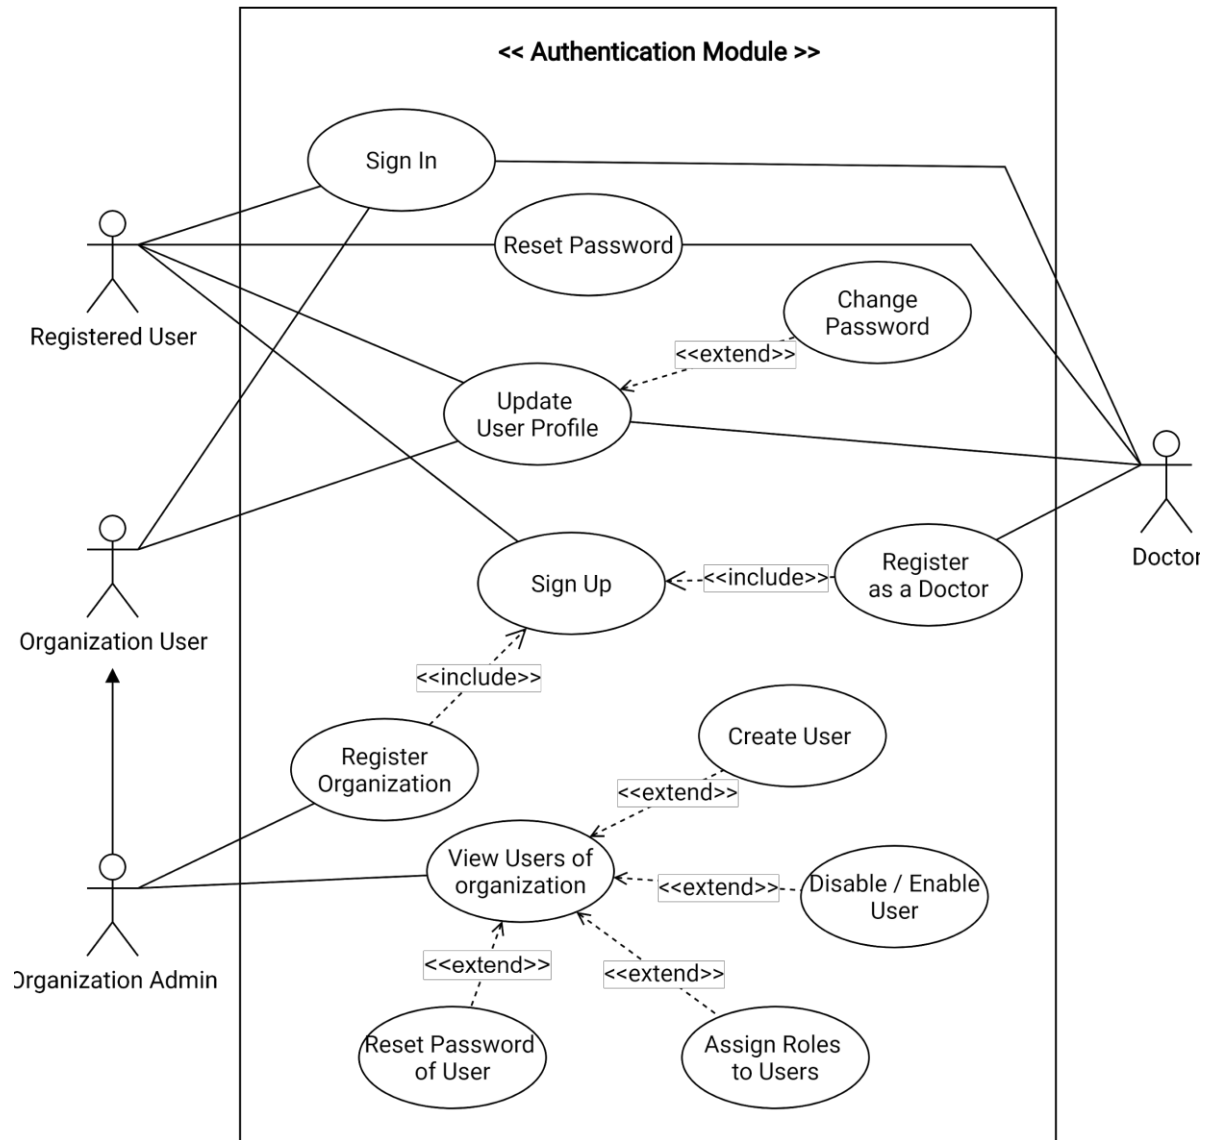 << Authentication Module >>
Sign In
Reset Password
Change
Password
Registered User
<<extend>>
Update
User Profile
Doctor
Sign Up
<<include>>
Register
as a Doctor
Organization User
<<include>>
Create User
Register
Organization
<<extend>>
View Users of
organization
<<extend>>
Disable / Enable
User
<<extend>>
<<extend>>
Organization Admin
Reset Password
of User
Assign Roles
to Users